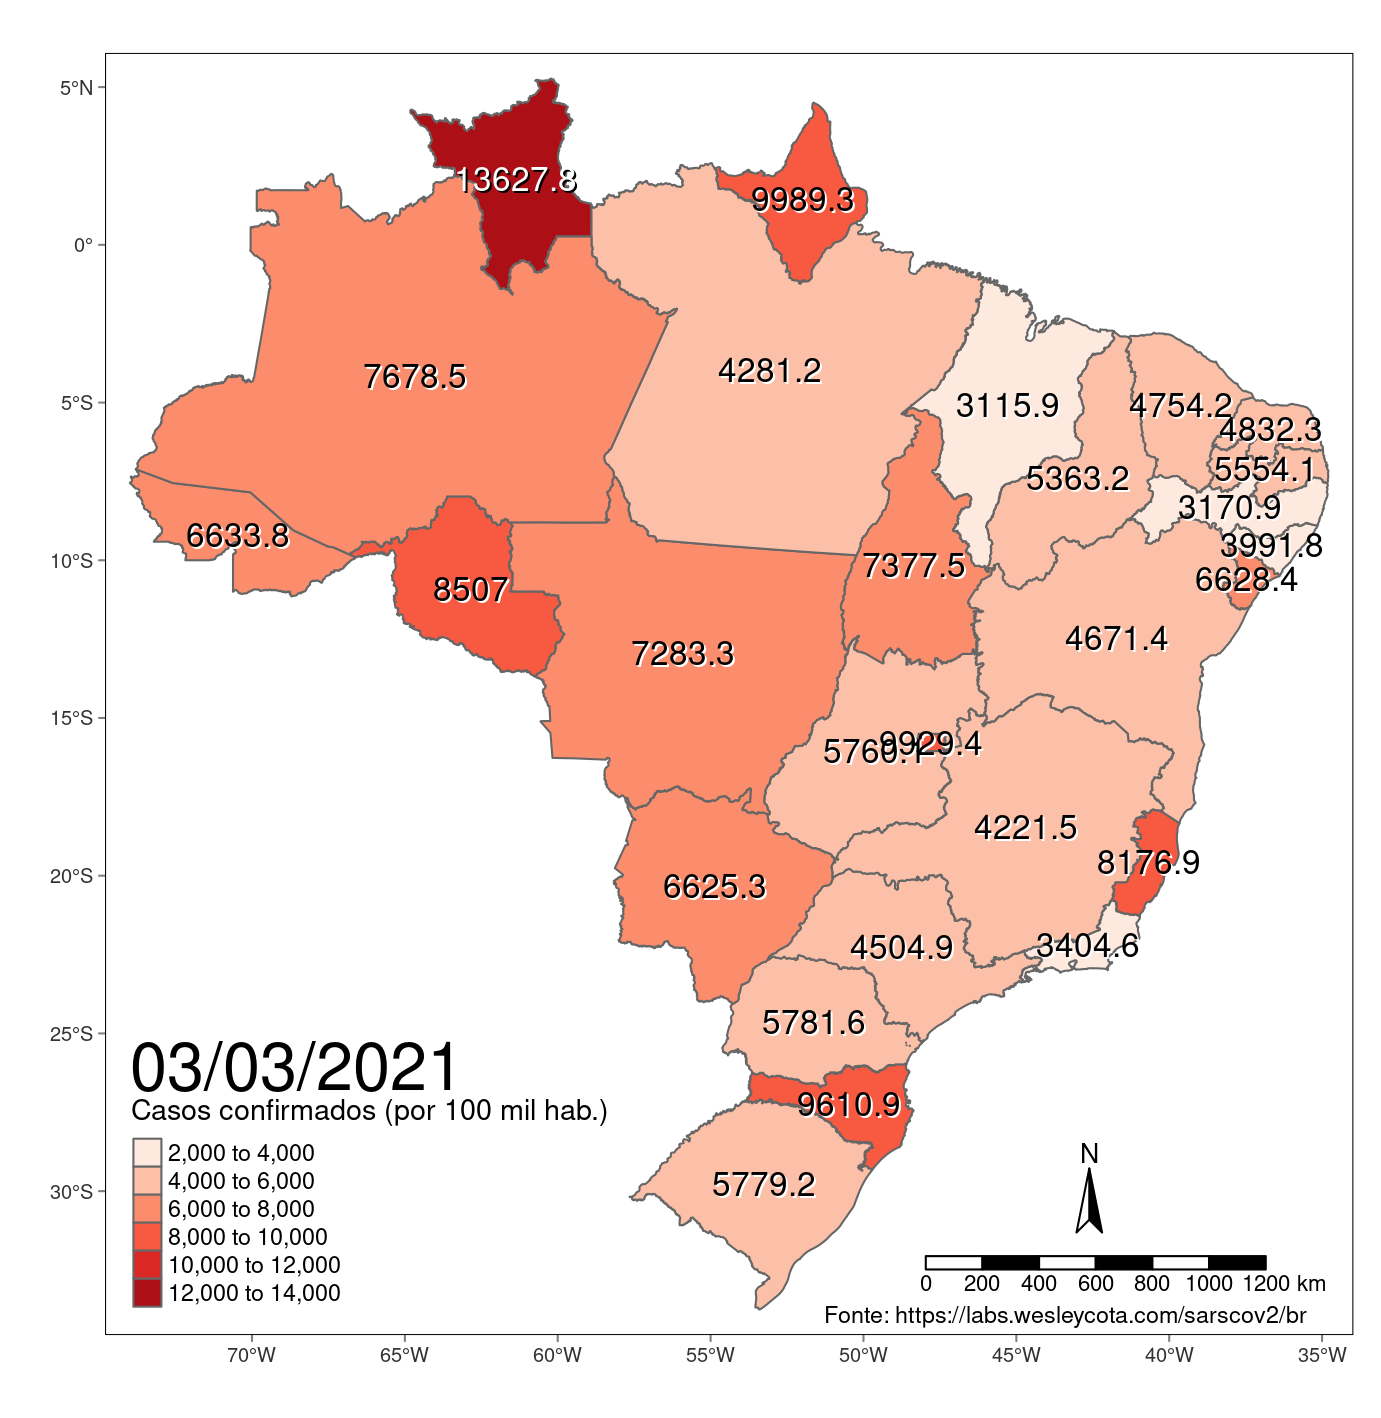 5°N
0°
5°S
10°S
15°S
20°S
25°S
30°S
13627.8
9989.3
7678.5
4281.2
3115.9
4754.2
4832.3
5554.1
5363.2
3170.9
3991.8
6633.8
7377.5
6628.4
8507
4671.4
7283.3
9929.4
4221.5
8176.9
6625.3
3404.6
4504.9
5781.6
9610.9
5779.2
03/03/2021
Casos confirmados (por 100 mil hab.)
2,000 to 4,000
4,000 to 6,000
6,000 to 8,000
8,000 to 10,000
10,000 to 12,000
12,000 to 14,000
N
0 200 400 600 800 1000 1200 km
Fonte: https://labs.wesleycota.com/sarscov2/br
70°W 65°W 60°W 55°W 50°W 45°W 40°W 35°W